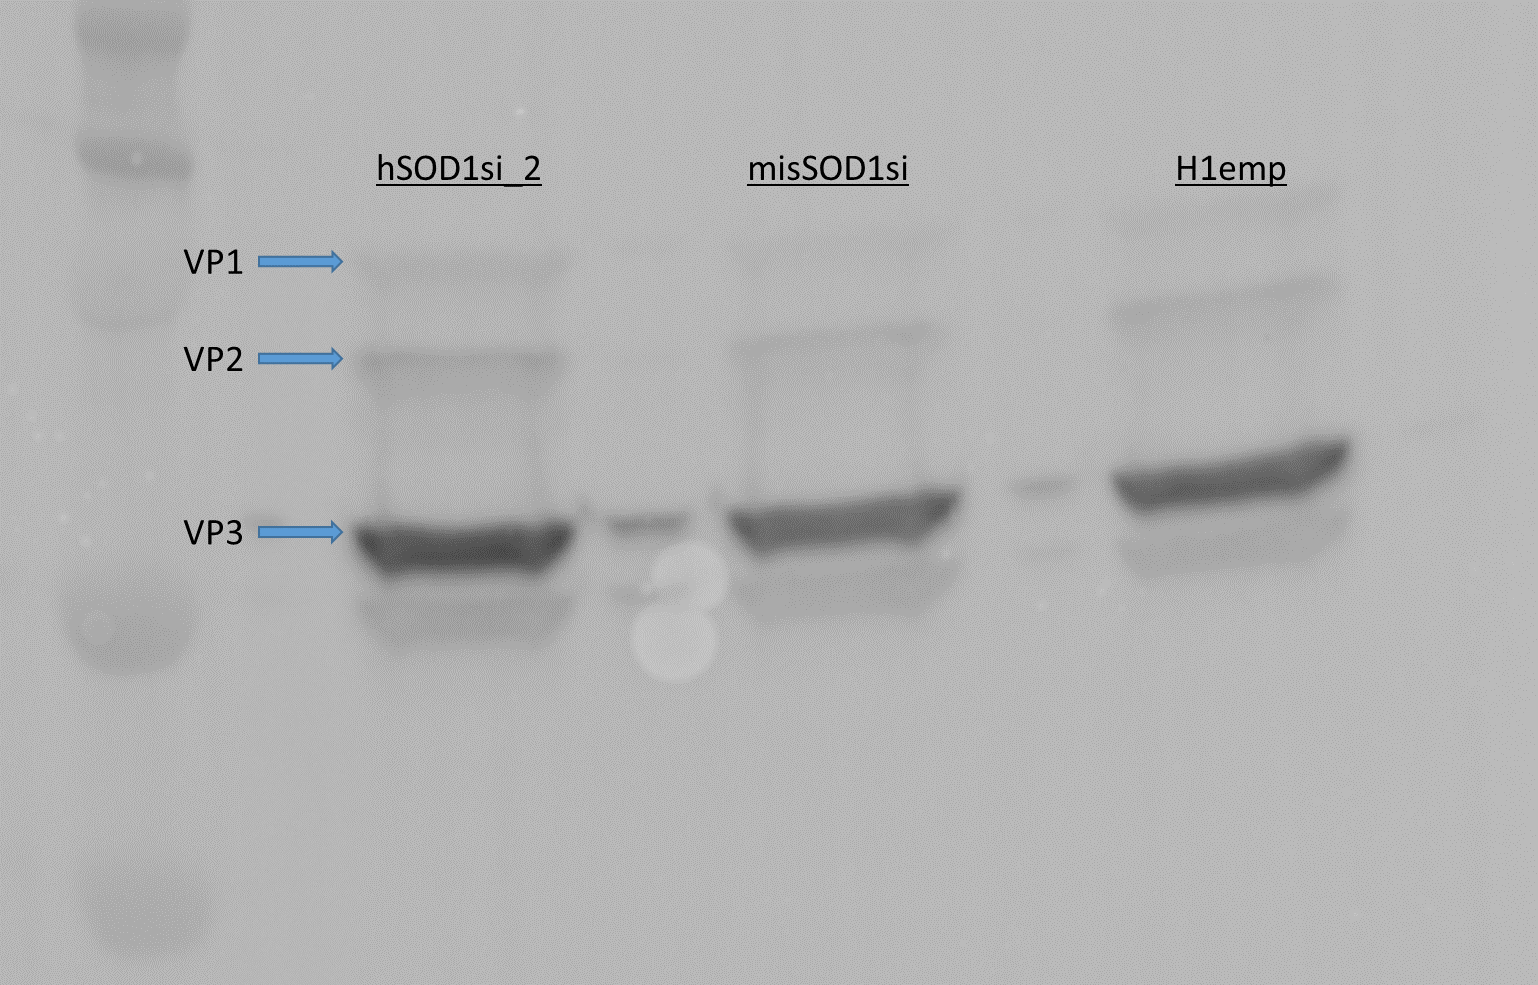 hSOD1si_2 misSOD1si H1emp
VP1
VP2
VP3